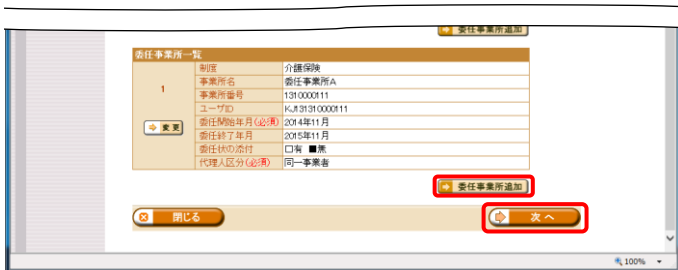 委任事業所追加
委任事業所一覧
1
変更
制度 介護保険
事業所名 委任事業所A
事業所番号 1310000111
ユーザID KJ131310000111
委任開始年月(必須) 2014年11月
委任終了年月 2015年11月
委任状の添付 □有 ■無
代理人区分(必須) 同一事業者
委任事業所追加
閉じる
次へ
100%